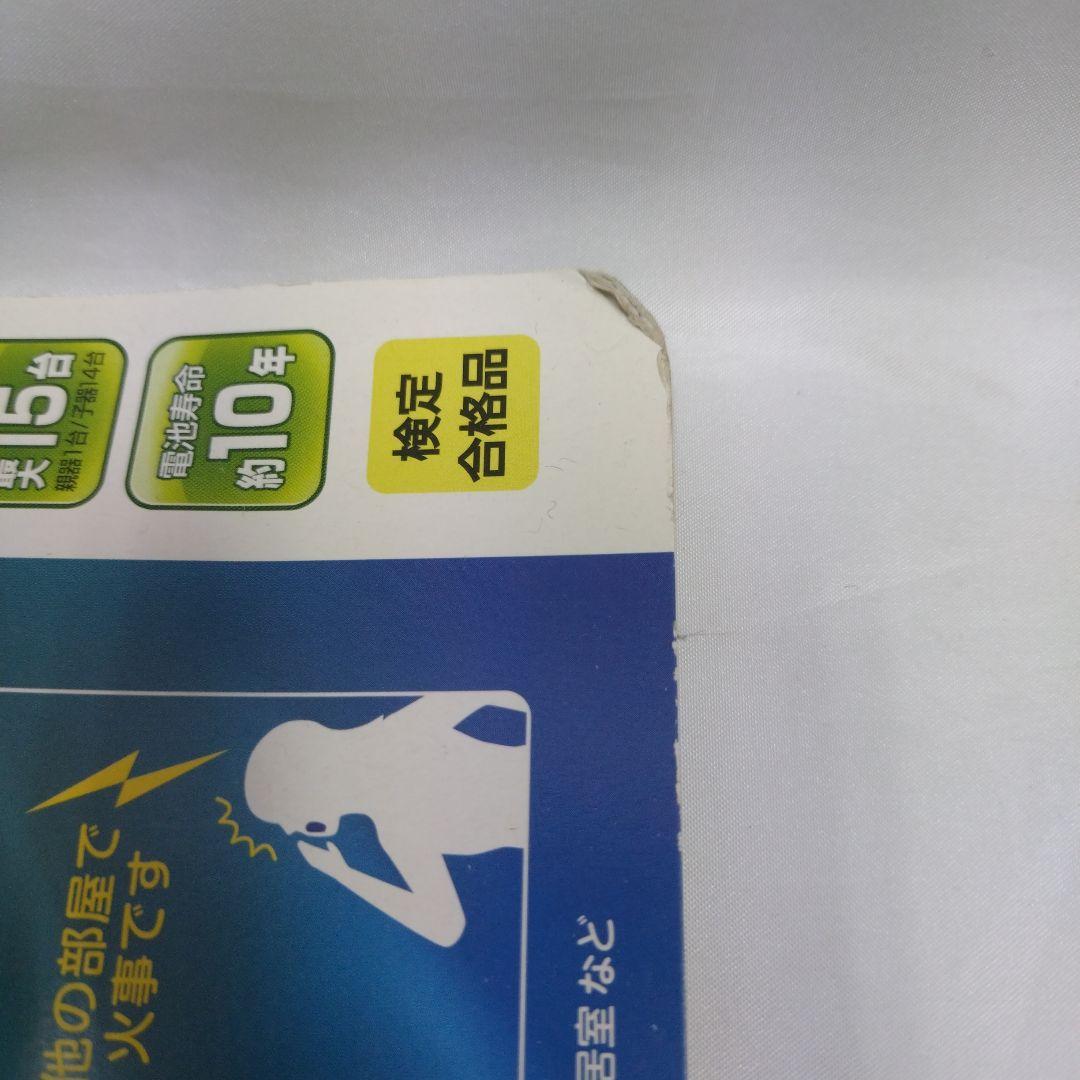 最大15台
親器1台/子器14台
電池寿命
約10年
検定
合格品
他の部屋で
火事です
居室 など